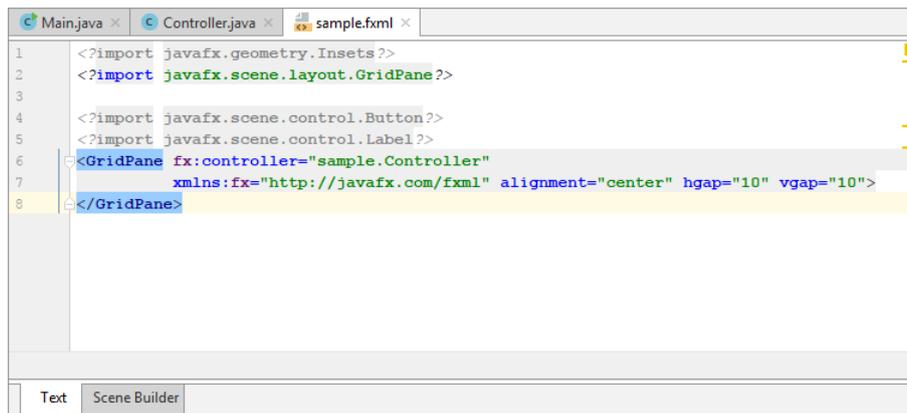 Main.java Controller.java sample.fxml
1 <?import javafx.geometry.Insets?>
2 <?import javafx.scene.layout.GridPane?>
3
4 <?import javafx.scene.control.Button?>
5 <?import javafx.scene.control.Label?>
6 <GridPane fx:controller="sample.Controller"
7 xmlns:fx="http://javafx.com/fxml" alignment="center" hgap="10" vgap="10">
8 </GridPane>
Text Scene Builder